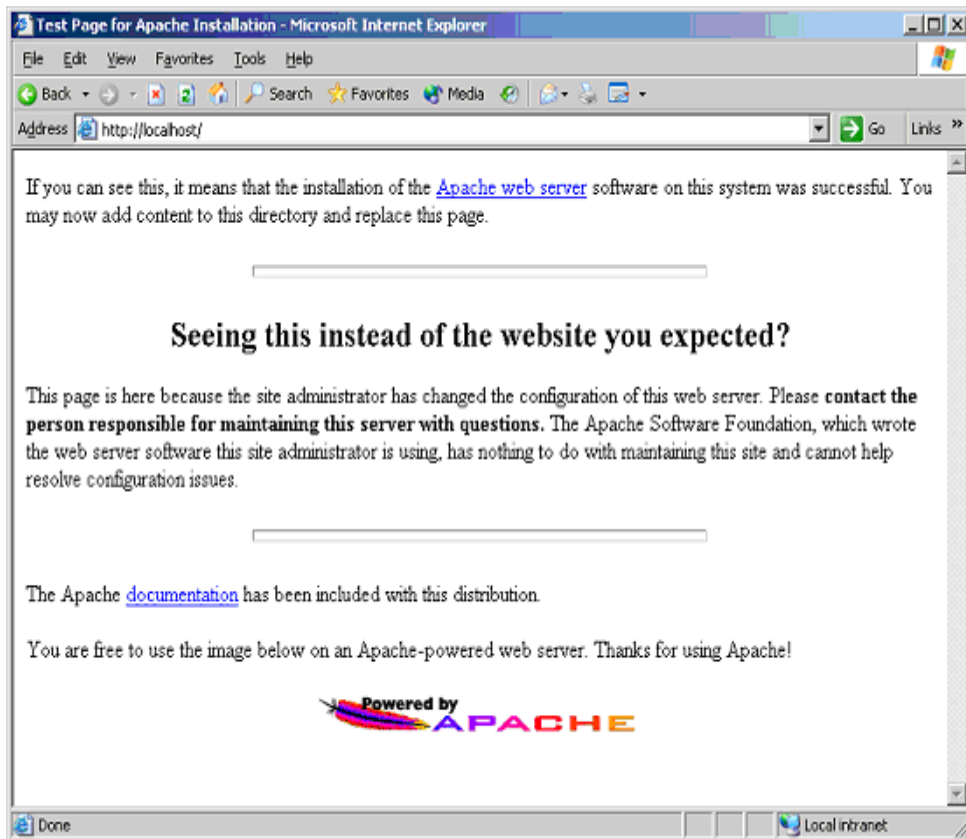 Test Page for Apache Installation - Microsoft Internet Explorer
File Edit View Favorites Tools Help
Back Search Favorites Media
Address http://localhost/ Go Links »
If you can see this, it means that the installation of the Apache web server software on this system was successful. You
may now add content to this directory and replace this page.
Seeing this instead of the website you expected?
This page is here because the site administrator has changed the configuration of this web server. Please contact the
person responsible for maintaining this server with questions. The Apache Software Foundation, which wrote
the web server software this site administrator is using, has nothing to do with maintaining this site and cannot help
resolve configuration issues.
The Apache documentation has been included with this distribution.
You are free to use the image below on an Apache-powered web server. Thanks for using Apache!
Powered by
APACHE
Done Local intranet